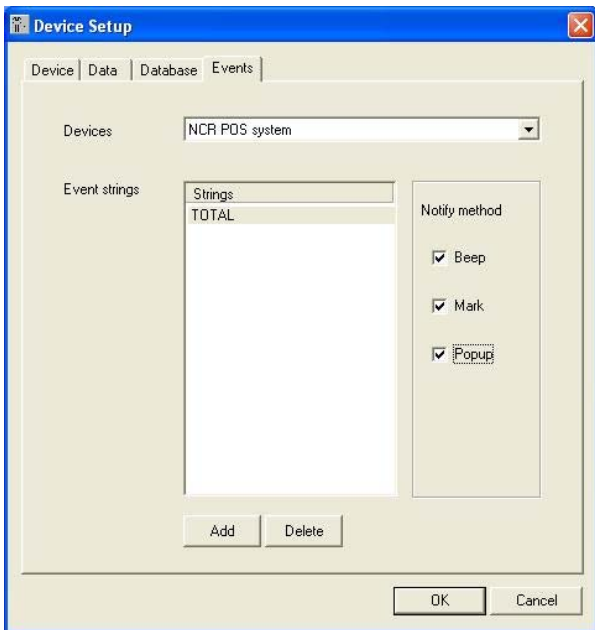 Device Setup
Device Data Database Events
Devices NCR POS system
Event strings Strings
TOTAL
Notify method
Beep
Mark
Popup
Add Delete
OK Cancel